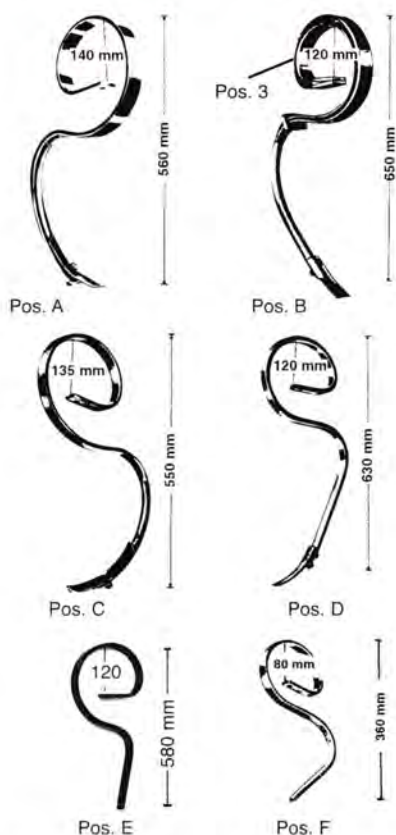 140 mm
560 mm
Pos. A
120 mm
Pos. 3
650 mm
Pos. B
135 mm
550 mm
Pos. C
120 mm
630 mm
Pos. D
120
580 mm
Pos. E
80 mm
360 mm
Pos. F